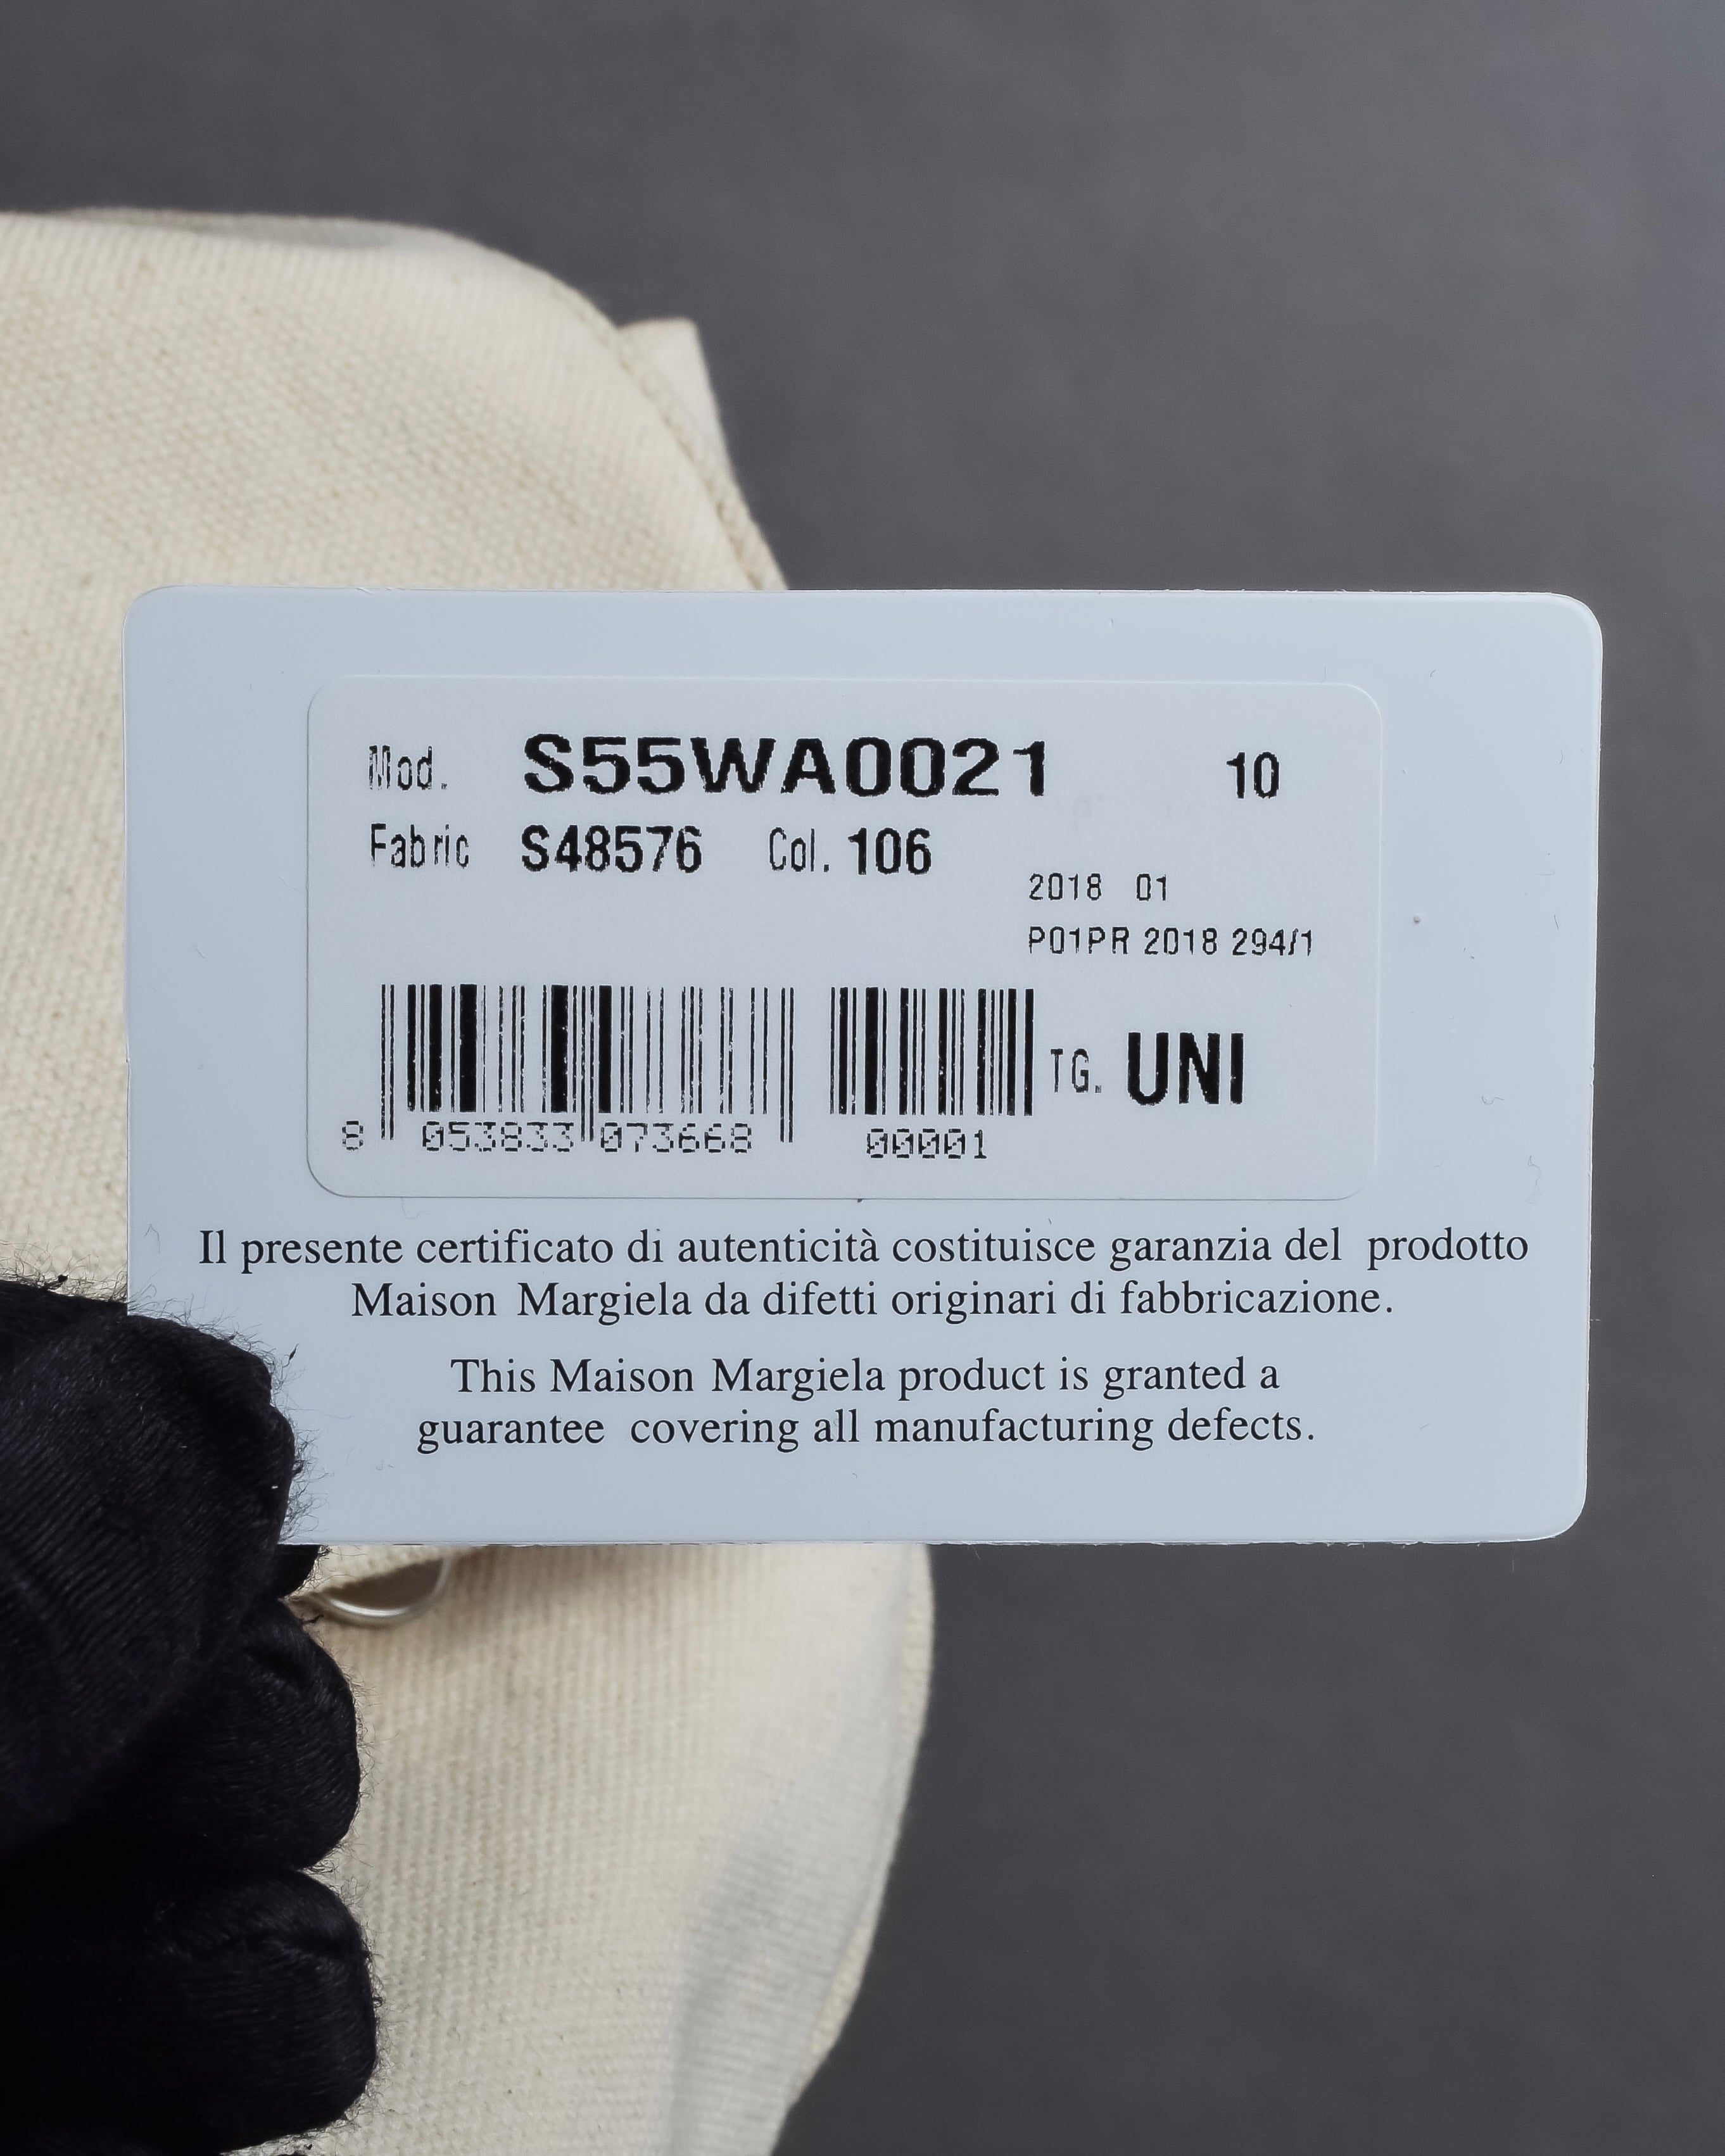 Mod. S55WA0021 10
Fabric S48576 Col. 106
2018 01
P01PR 2018 294/1
TG. UNI
8 053833 073668 00001
Il presente certificato di autenticità costituisce garanzia del prodotto
Maison Margiela da difetti originari di fabbricazione.
This Maison Margiela product is granted a
guarantee covering all manufacturing defects.